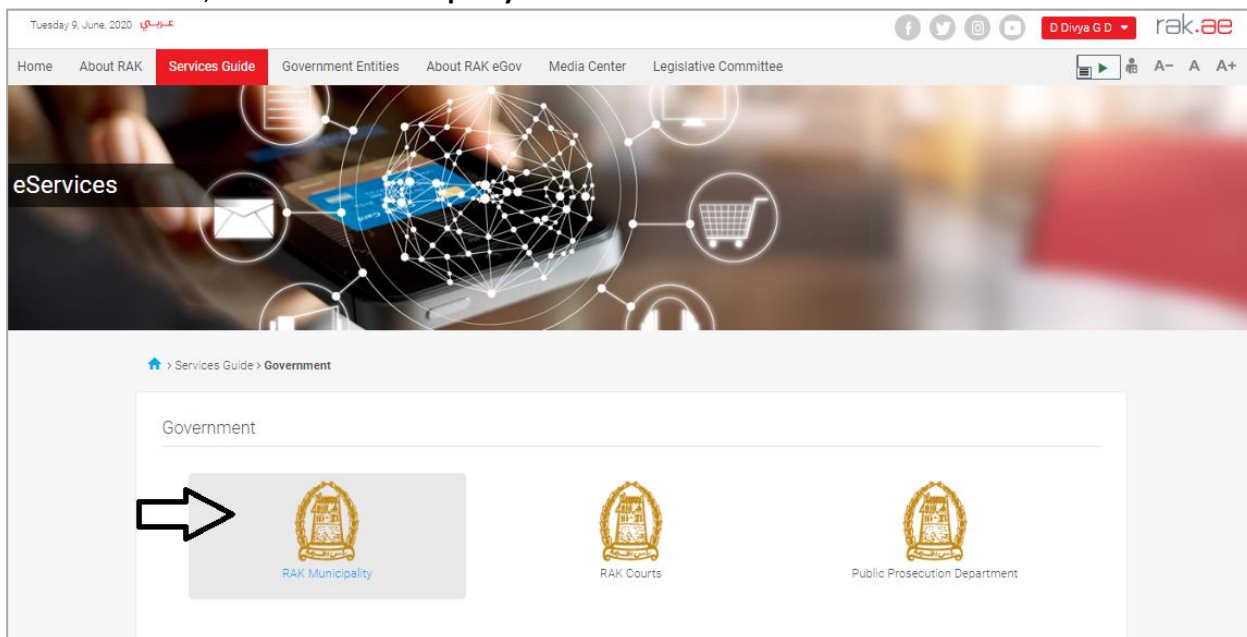 Tuesday 9, June, 2020 عـربـي D Divya G D rak.ae
Home About RAK Services Guide Government Entities About RAK eGov Media Center Legislative Committee A- A A+
eServices
> Services Guide > Government
Government
RAK Municipality RAK Courts Public Prosecution Department